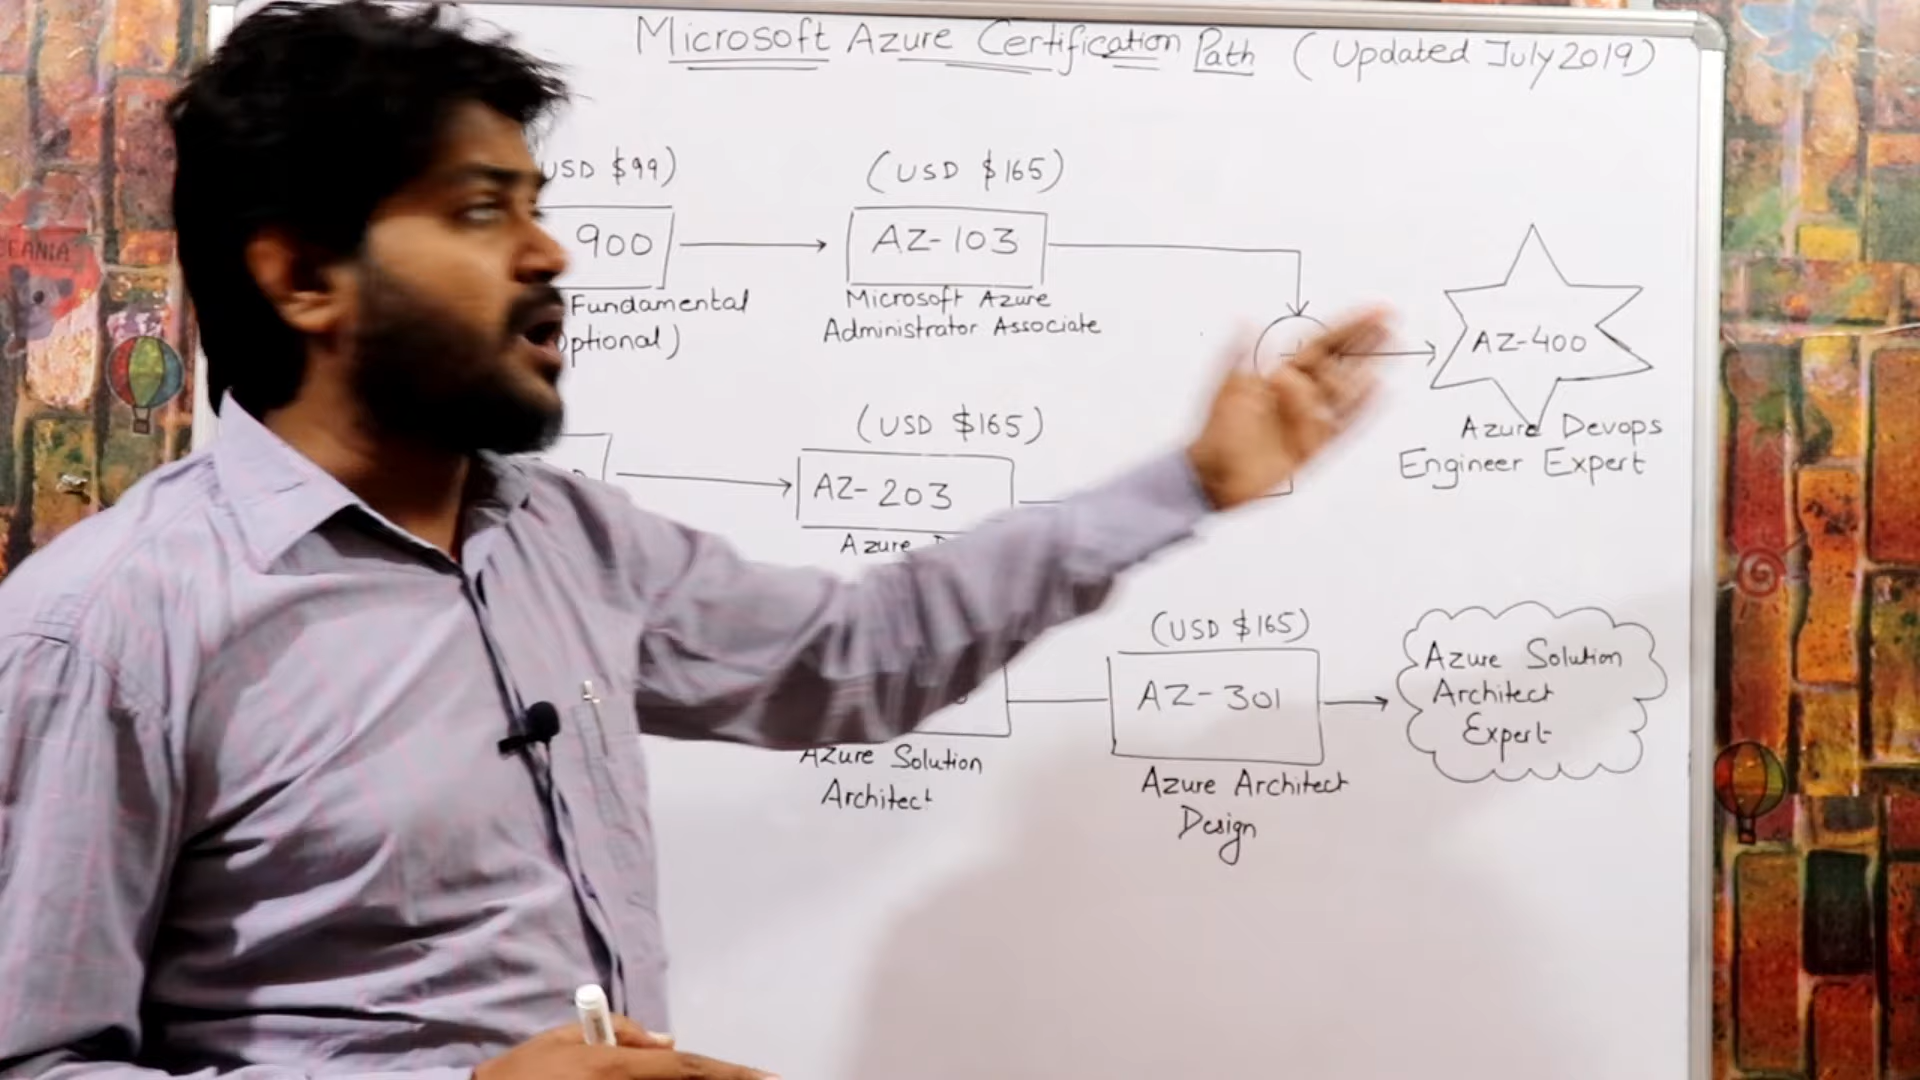 Microsoft Azure Certification Path (Updated July 2019)
USD $99)
(USD $165)
900
AZ-103
Fundamental
ptional)
Microsoft Azure
Administrator Associate
AZ-400
Azure Devops
Engineer Expert
(USD $165)
AZ-203
Azure
(USD $165)
AZ-301
Azure Solution
Architect
Expert
Azure Solution
Architect
Azure Architect
Design